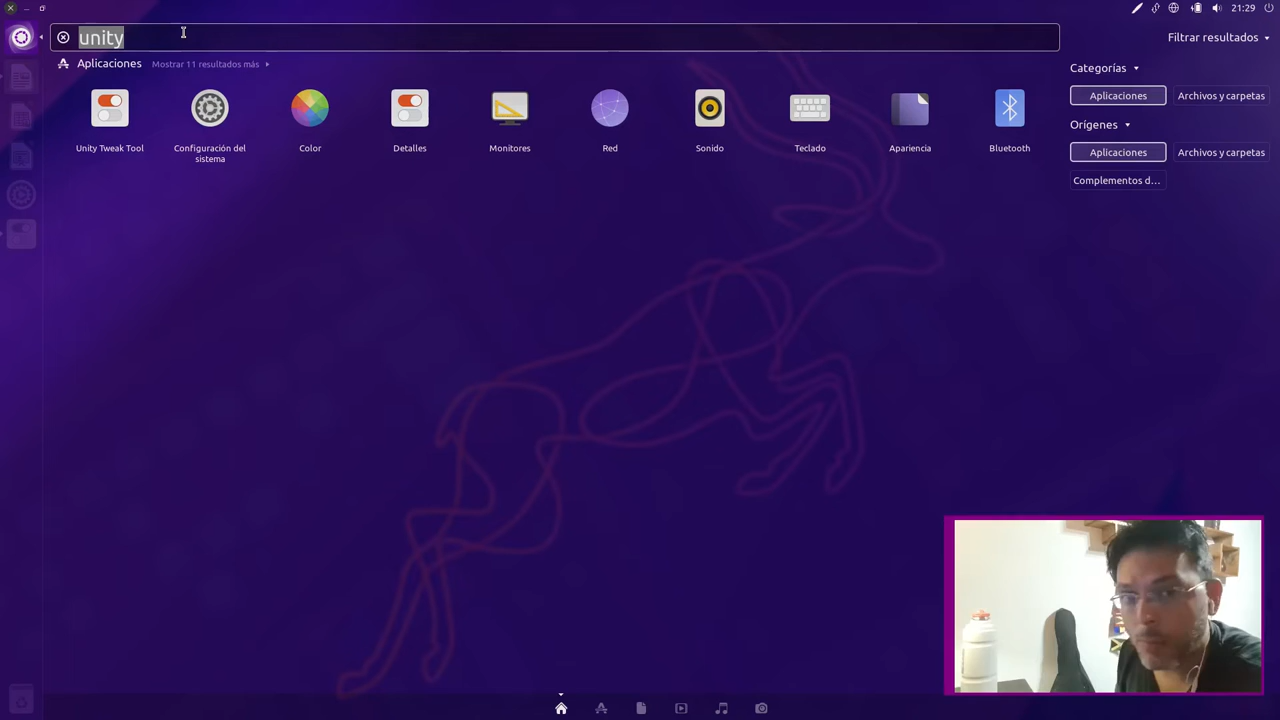 21:29
unity
Filtrar resultados
Aplicaciones Mostrar 11 resultados más
Categorías
Aplicaciones Archivos y carpetas
Orígenes
Aplicaciones Archivos y carpetas
Complementos d...
Unity Tweak Tool
Configuración del
sistema
Color
Detalles
Monitores
Red
Sonido
Teclado
Apariencia
Bluetooth